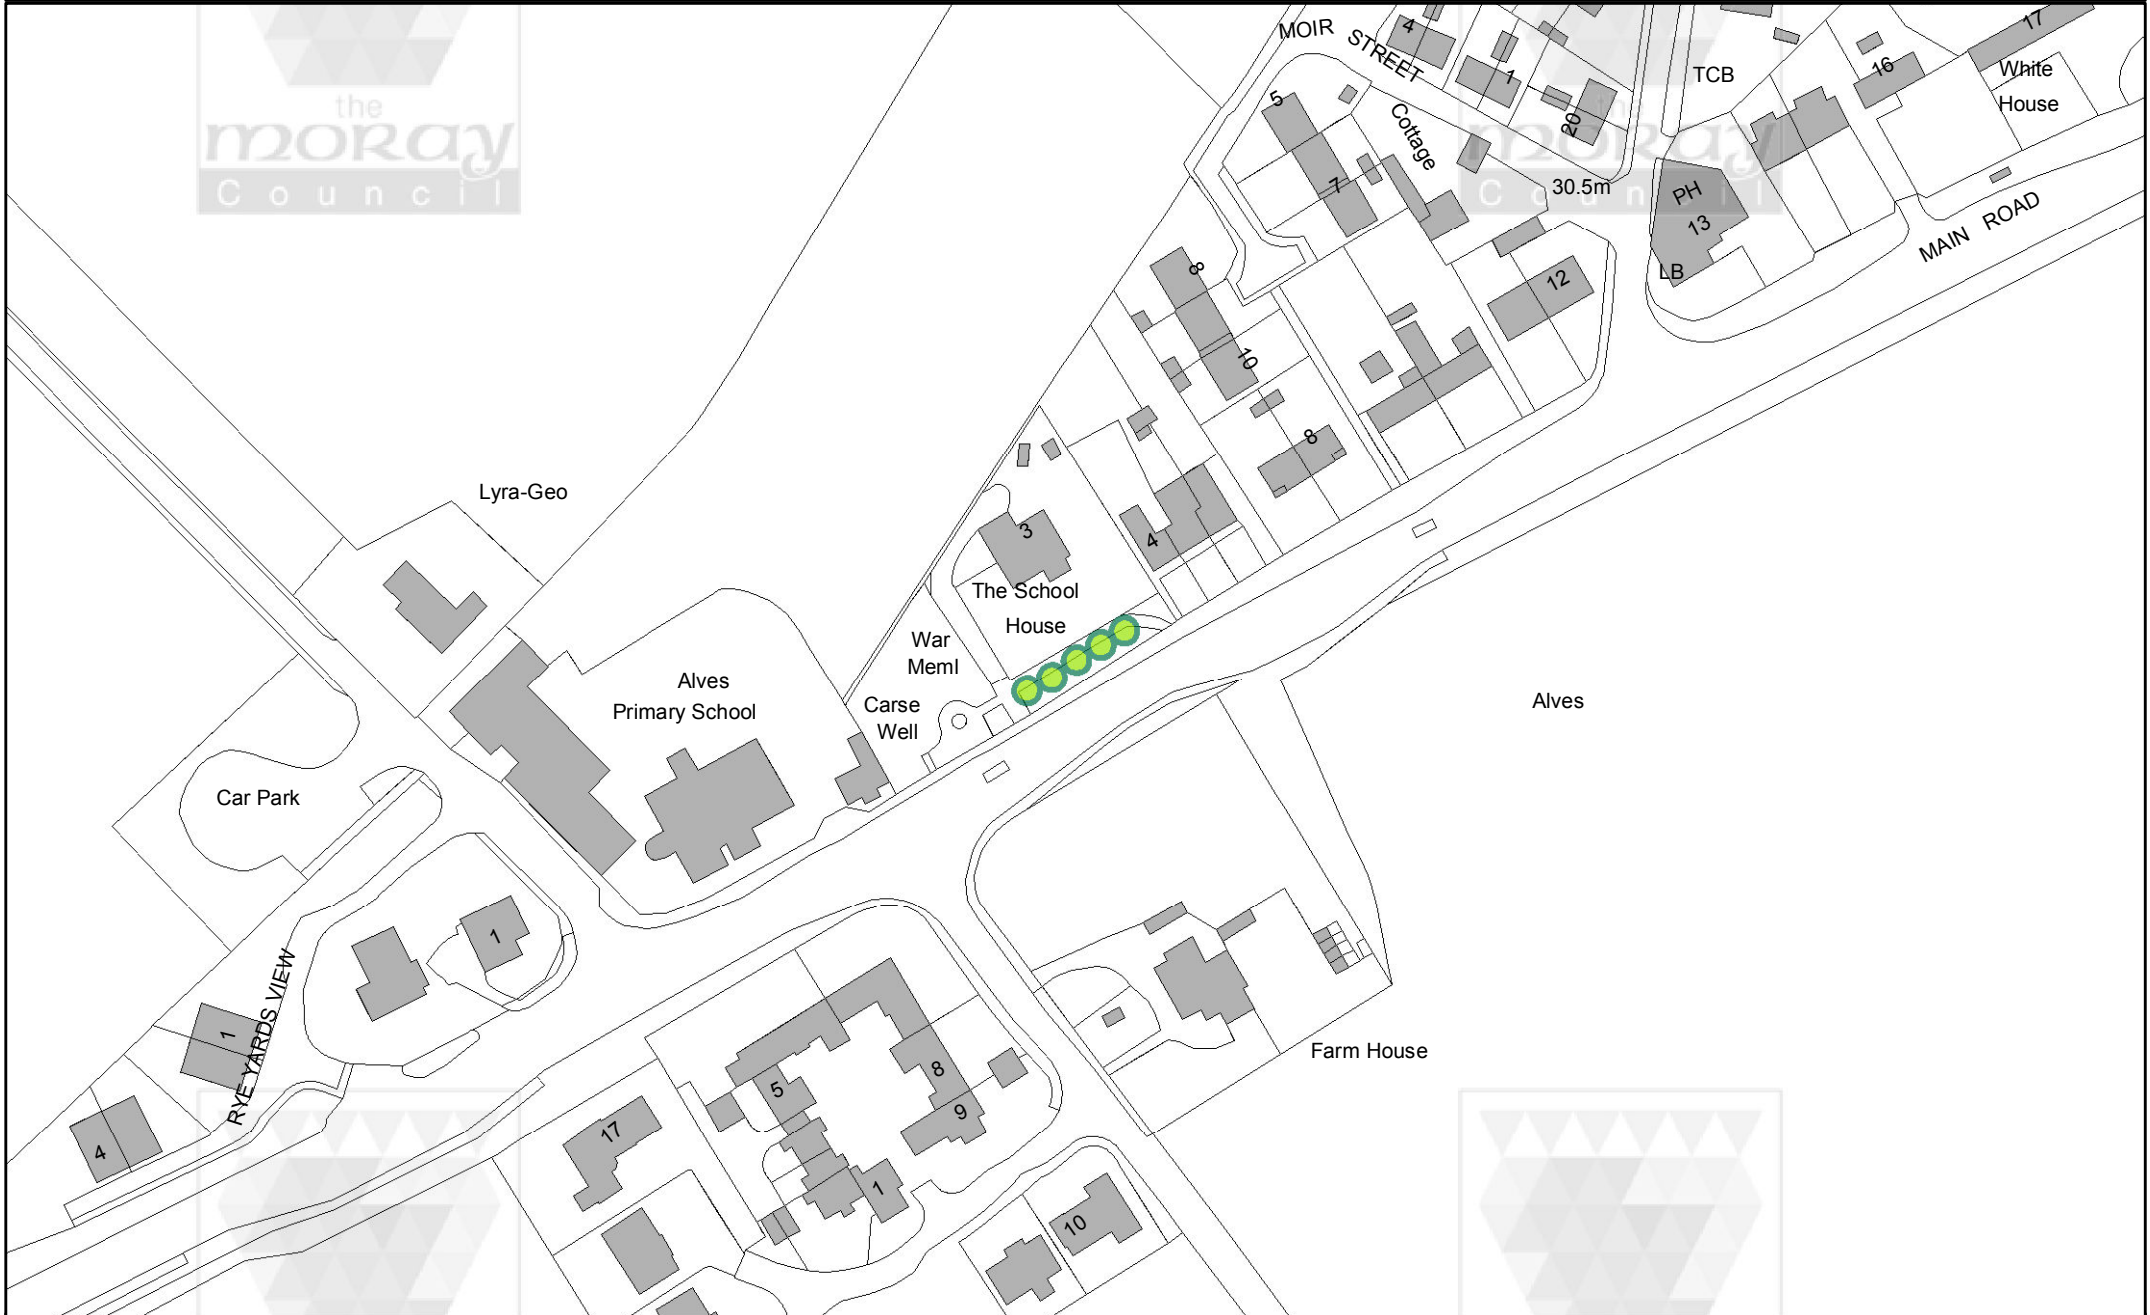 the
moray
Council
the
moray
Council
MOIR STREET
4
1
20
TCB
17
16
White
House
5
Cottage
7
30.5m
PH
13
LB
MAIN ROAD
8
12
10
8
Lyra-Geo
3
4
The School
House
War
Meml
Carse
Well
Alves
Primary School
Alves
Car Park
1
RYE YARDS VIEW
1
4
Farm House
5
8
9
17
1
10